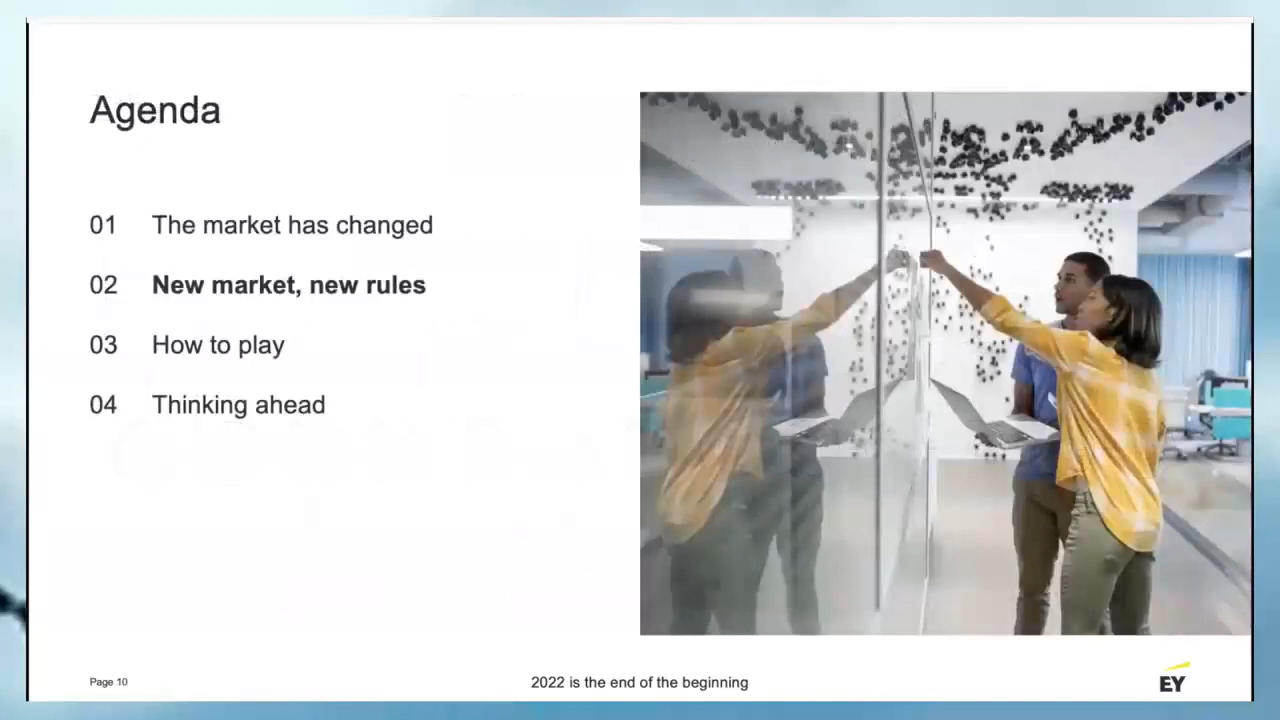 Agenda
01 The market has changed
02 New market, new rules
03 How to play
04 Thinking ahead
Page 10
2022 is the end of the beginning
EY